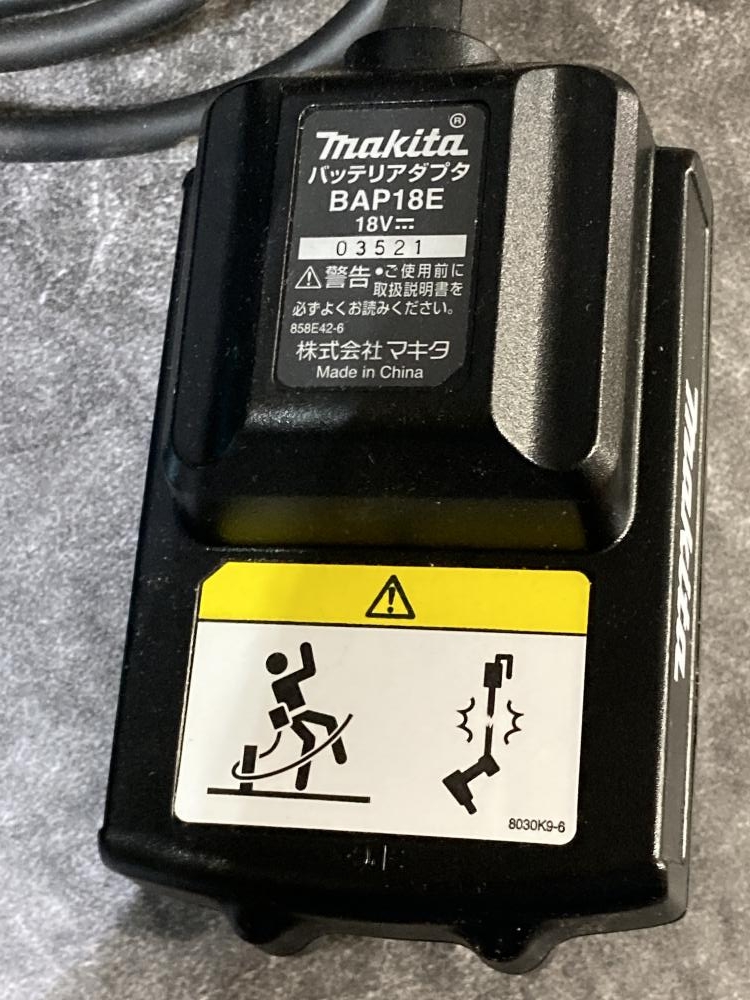 makita®
バッテリアダプタ
BAP18E
18V⎓
03521
⚠警告 •ご使用前に
取扱説明書を
必ずよくお読みください。
858E42-6
株式会社マキタ
Made in China
makita
8030K9-6